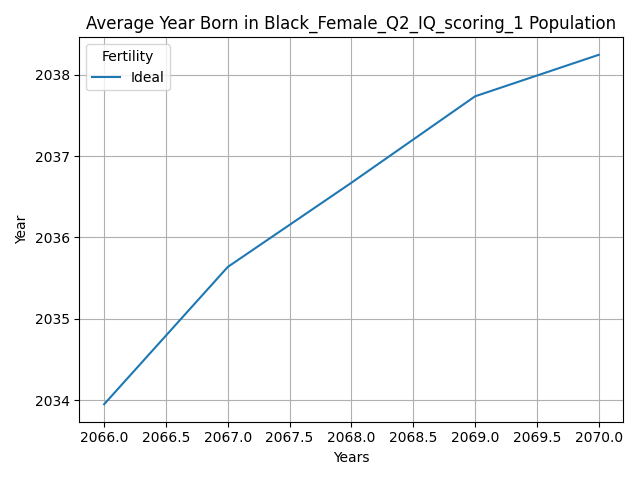 Average Year Born in Black_Female_Q2_IQ_scoring_1 Population
Fertility
Ideal
2038
2037
2036
2035
2034
Year
2066.0 2066.5 2067.0 2067.5 2068.0 2068.5 2069.0 2069.5 2070.0
Years